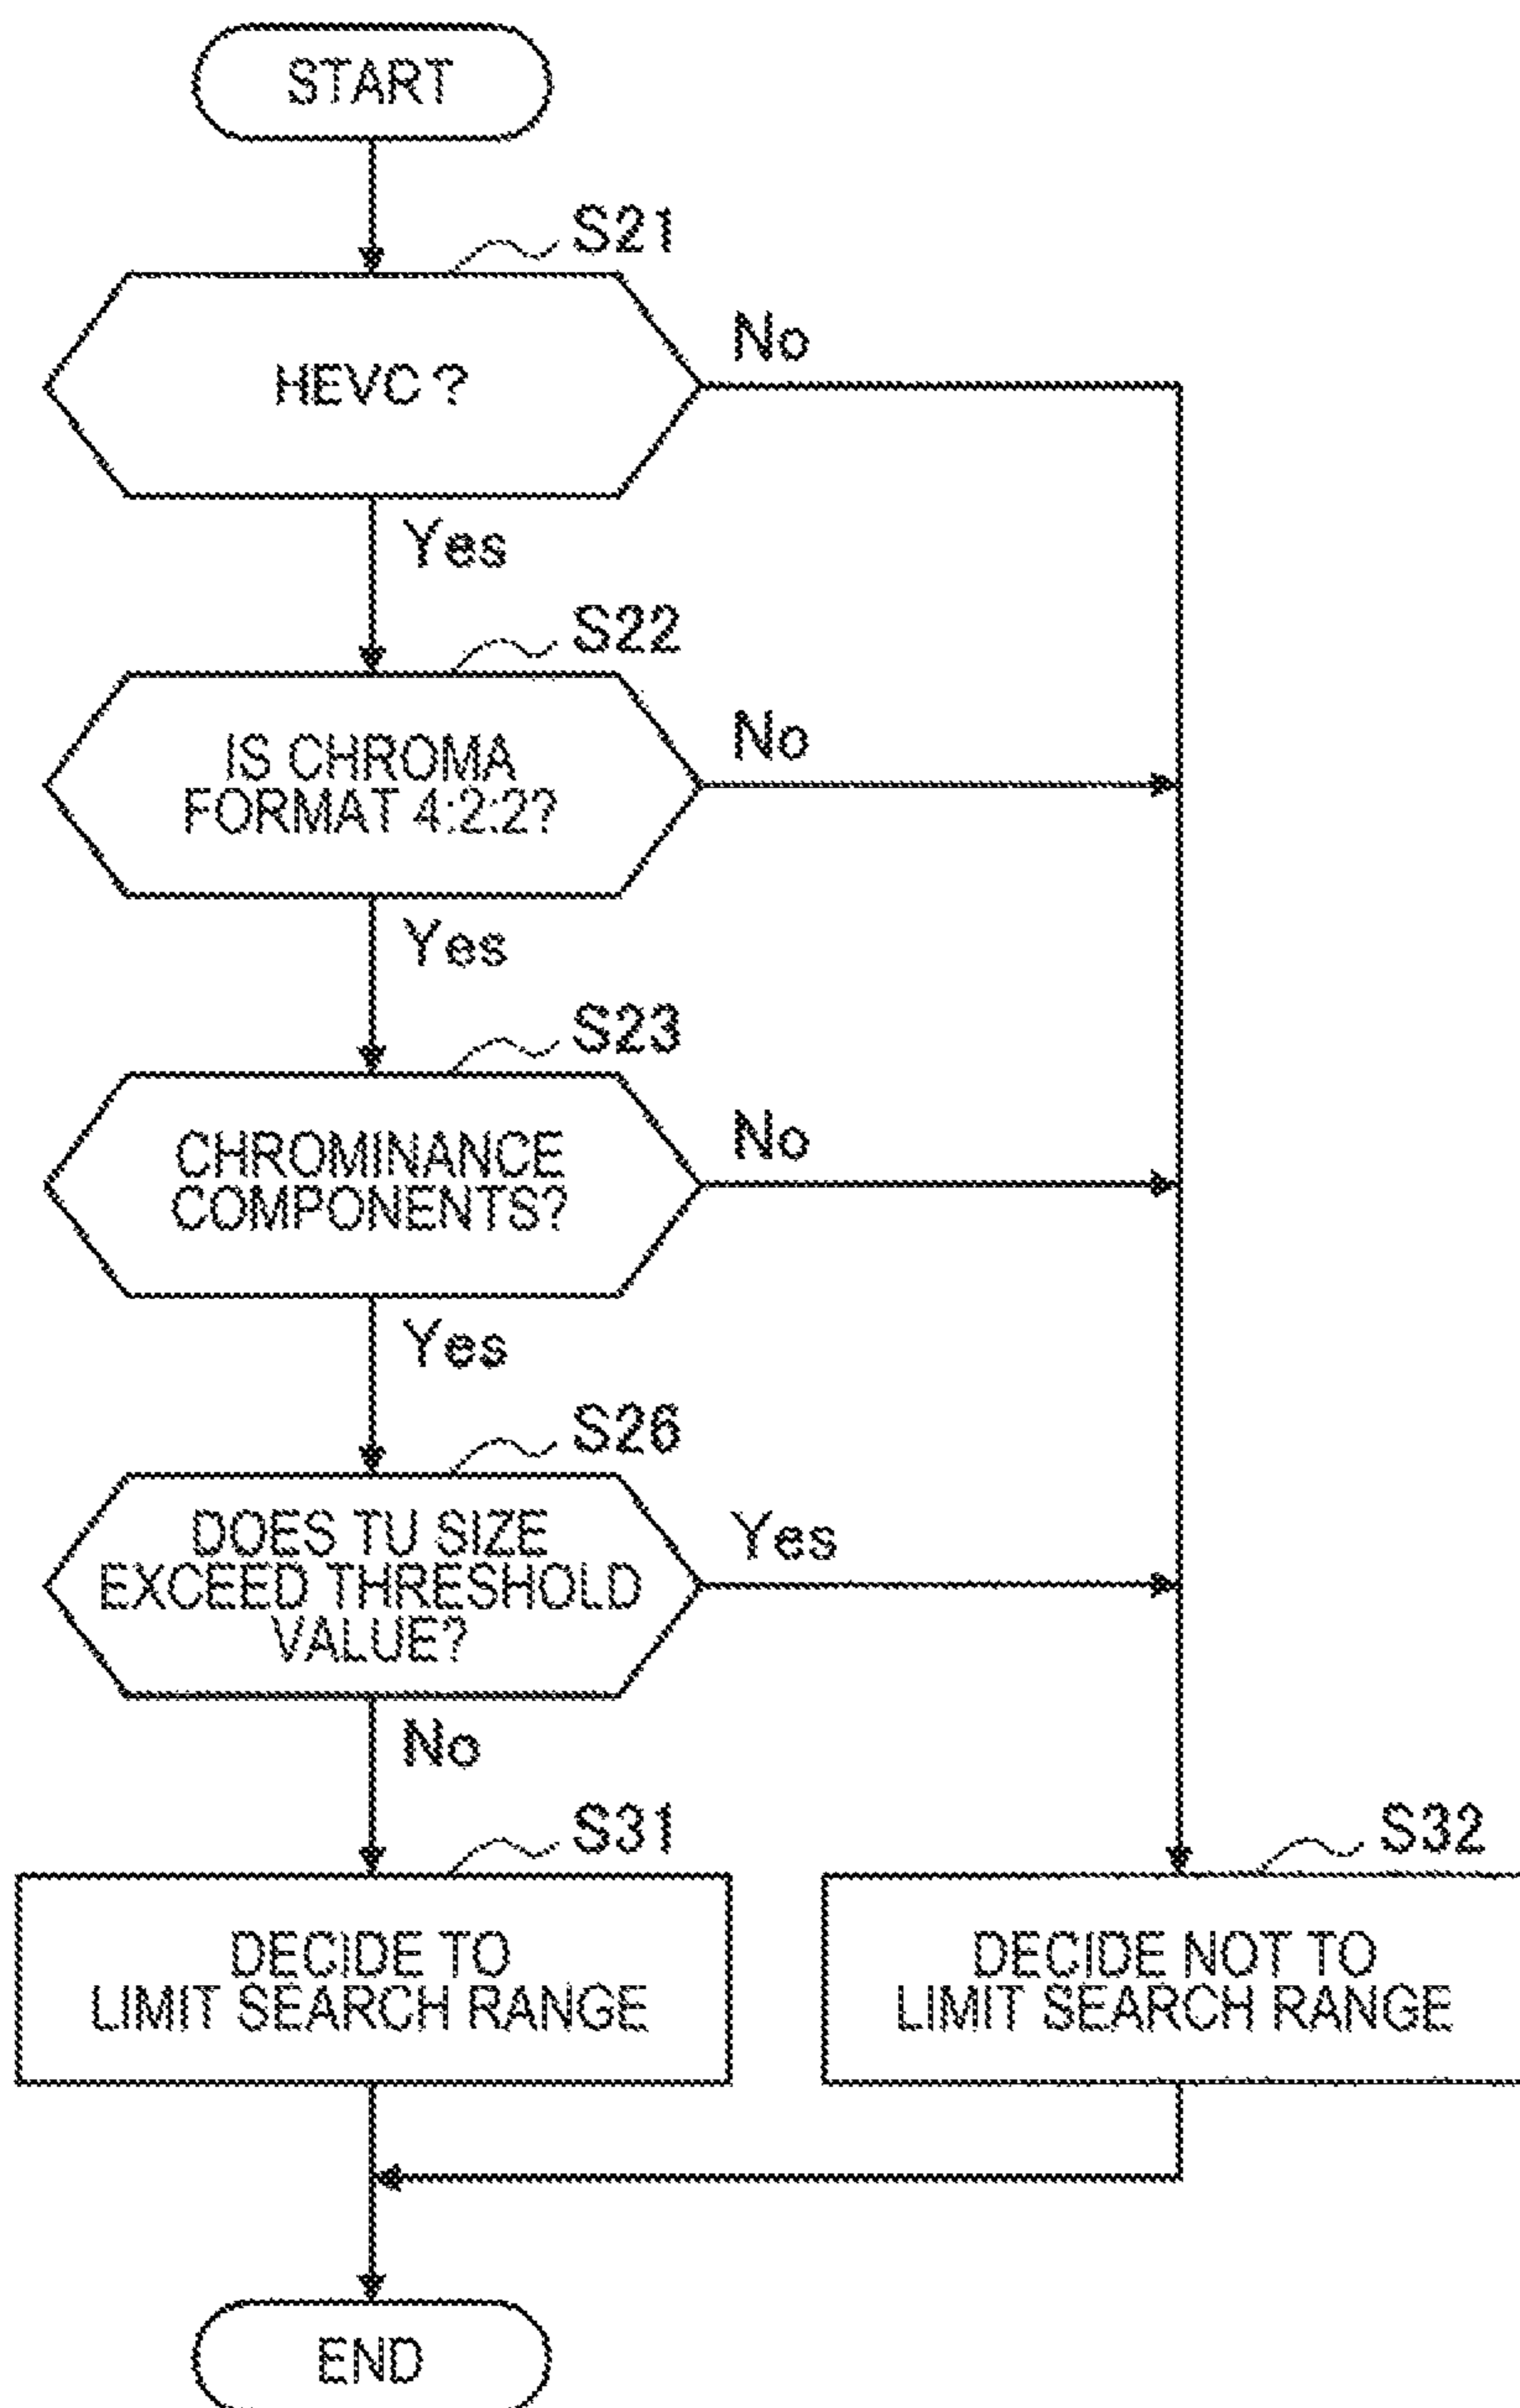 START
S21
HEVC ?
No
Yes
S22
IS CHROMA
FORMAT 4:2:2?
No
Yes
S23
CHROMINANCE
COMPONENTS?
No
Yes
S26
DOES TU SIZE
EXCEED THRESHOLD
VALUE?
Yes
No
S31
S32
DECIDE TO
LIMIT SEARCH RANGE
DECIDE NOT TO
LIMIT SEARCH RANGE
END